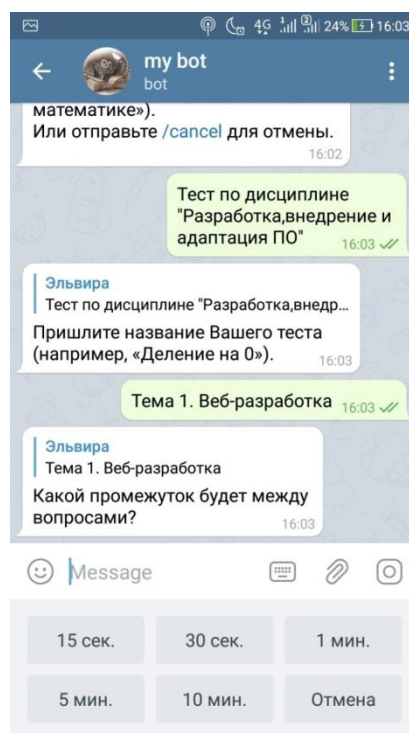 4G 2 24% 16:03
my bot
bot
математике»).
Или отправьте /cancel для отмены.
16:02
Тест по дисциплине
"Разработка,внедрение и
адаптация ПО"
16:03
Эльвира
Тест по дисциплине "Разработка,внедр...
Пришлите название Вашего теста
(например, «Деление на 0»).
16:03
Тема 1. Веб-разработка
16:03
Эльвира
Тема 1. Веб-разработка
Какой промежуток будет между
вопросами?
16:03
Message
15 сек.
30 сек.
1 мин.
5 мин.
10 мин.
Отмена